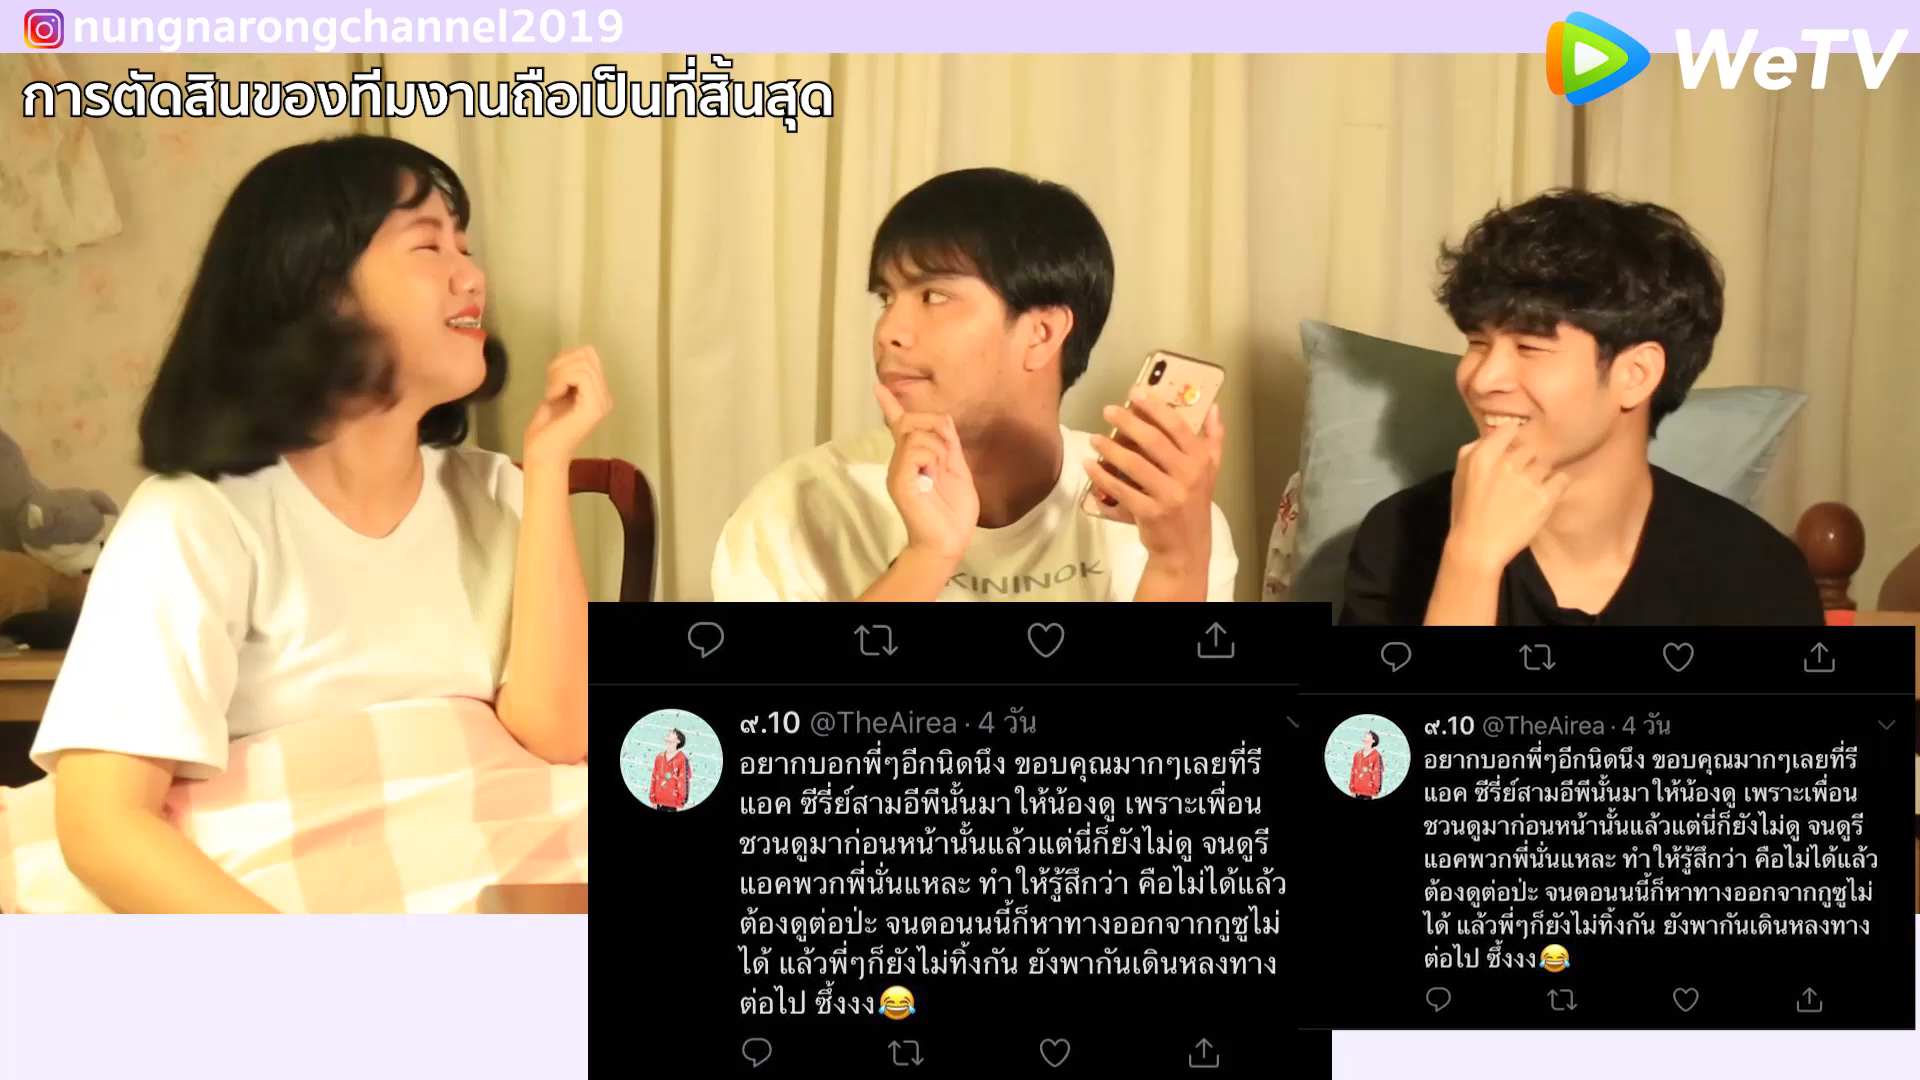 nungnarongchannel2019
WeTV
การตัดสินของทีมงานถือเป็นที่สิ้นสุด
KININOK
๙.10 @TheAirea · 4 วัน
อยากบอกพี่ๆอีกนิดนึง ขอบคุณมากๆเลยที่รี
แอค ซีรี่ย์สามอีพีนั้นมาให้น้องดู เพราะเพื่อน
ชวนดูมาก่อนหน้านั้นแล้วแต่นี่ก็ยังไม่ดู จนดูรี
แอคพวกพี่นั่นแหละ ทำให้รู้สึกว่า คือไม่ได้แล้ว
ต้องดูต่อป่ะ จนตอนนนี้ก็หาทางออกจากกูซูไม่
ได้ แล้วพี่ๆก็ยังไม่ทิ้งกัน ยังพากันเดินหลงทาง
ต่อไป ซึ้งงง😂
๙.10 @TheAirea · 4 วัน
อยากบอกพี่ๆอีกนิดนึง ขอบคุณมากๆเลยที่รี
แอค ซีรี่ย์สามอีพีนั้นมาให้น้องดู เพราะเพื่อน
ชวนดูมาก่อนหน้านั้นแล้วแต่นี่ก็ยังไม่ดู จนดูรี
แอคพวกพี่นั่นแหละ ทำให้รู้สึกว่า คือไม่ได้แล้ว
ต้องดูต่อป่ะ จนตอนนนี้ก็หาทางออกจากกูซูไม่
ได้ แล้วพี่ๆก็ยังไม่ทิ้งกัน ยังพากันเดินหลงทาง
ต่อไป ซึ้งงง😂